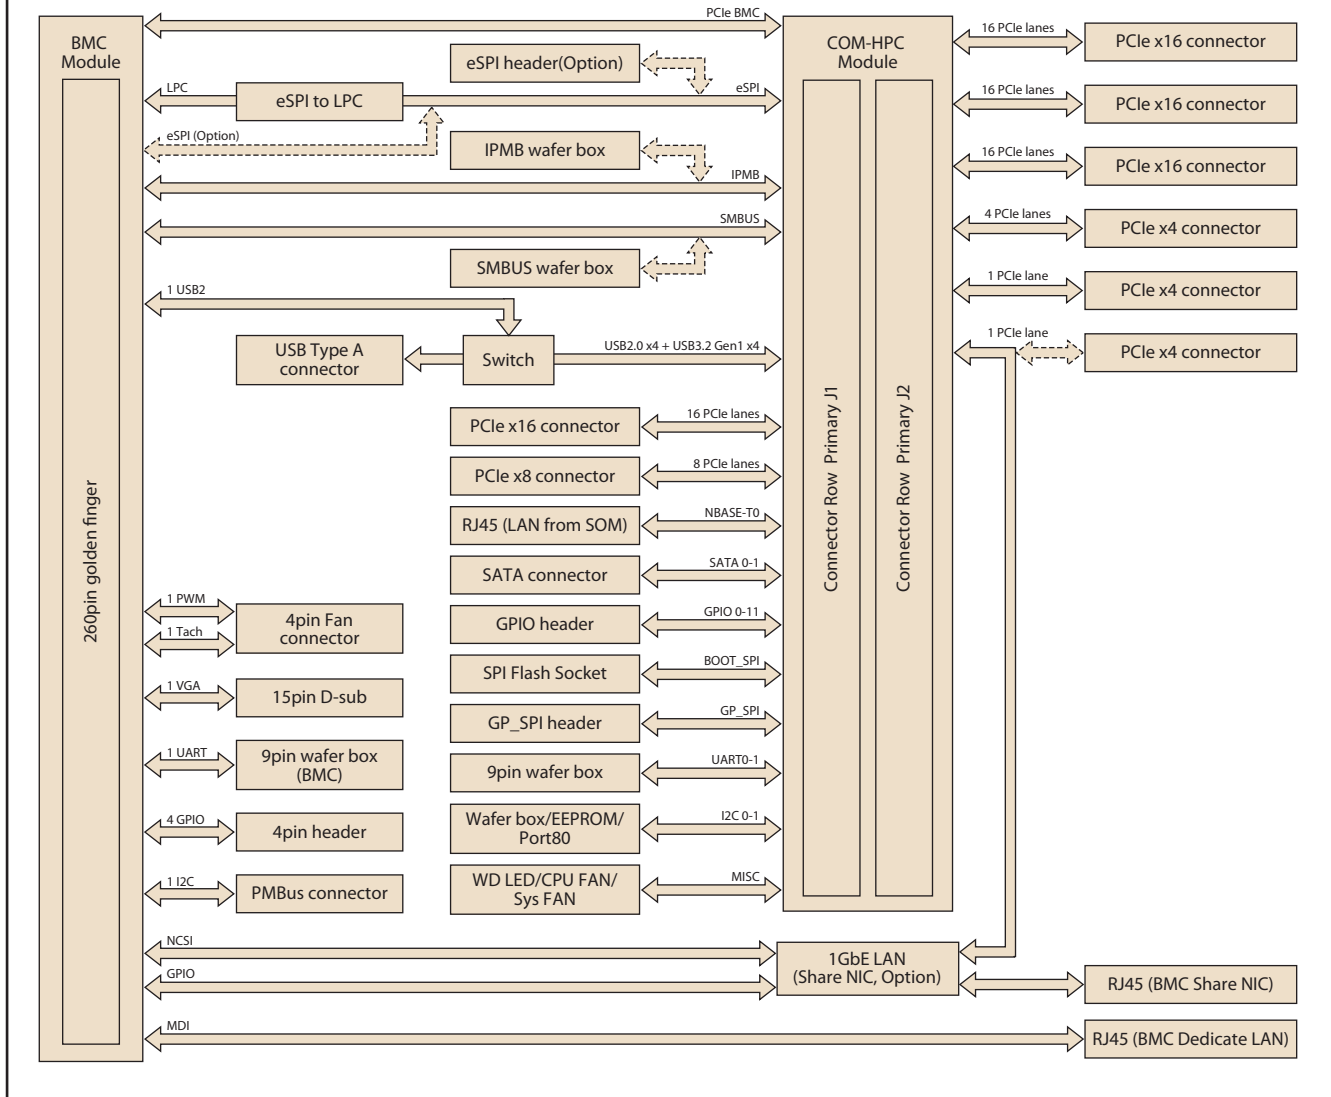 BMC
Module
260pin golden finger
PCIe BMC
eSPI header(Option)
LPC
eSPI to LPC
eSPI
eSPI (Option)
IPMB wafer box
IPMB
SMBUS
SMBUS wafer box
1 USB2
USB Type A
connector
Switch
USB2.0 x4 + USB3.2 Gen1 x4
PCIe x16 connector
16 PCIe lanes
PCIe x8 connector
8 PCIe lanes
RJ45 (LAN from SOM)
NBASE-T0
SATA connector
SATA 0-1
GPIO header
GPIO 0-11
SPI Flash Socket
BOOT_SPI
GP_SPI header
GP_SPI
9pin wafer box
UART0-1
Wafer box/EEPROM/
Port80
I2C 0-1
WD LED/CPU FAN/
Sys FAN
MISC
1 PWM
1 Tach
4pin Fan
connector
1 VGA
15pin D-sub
1 UART
9pin wafer box
(BMC)
4 GPIO
4pin header
1 I2C
PMBus connector
COM-HPC
Module
Connector Row Primary J1
Connector Row Primary J2
16 PCIe lanes
PCIe x16 connector
16 PCIe lanes
PCIe x16 connector
16 PCIe lanes
PCIe x16 connector
4 PCIe lanes
PCIe x4 connector
1 PCIe lane
PCIe x4 connector
1 PCIe lane
PCIe x4 connector
NCSI
GPIO
1GbE LAN
(Share NIC, Option)
RJ45 (BMC Share NIC)
MDI
RJ45 (BMC Dedicate LAN)